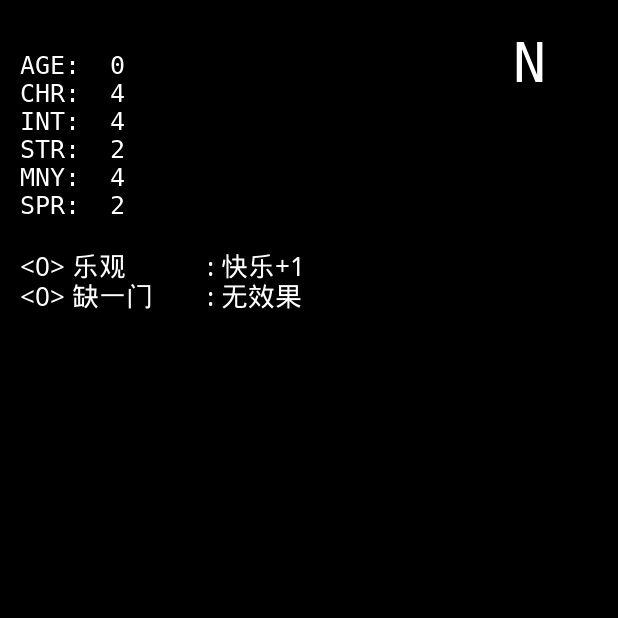 N
AGE: 0
CHR: 4
INT: 4
STR: 2
MNY: 4
SPR: 2
<O> 乐观 : 快乐+1
<O> 缺一门 : 无效果